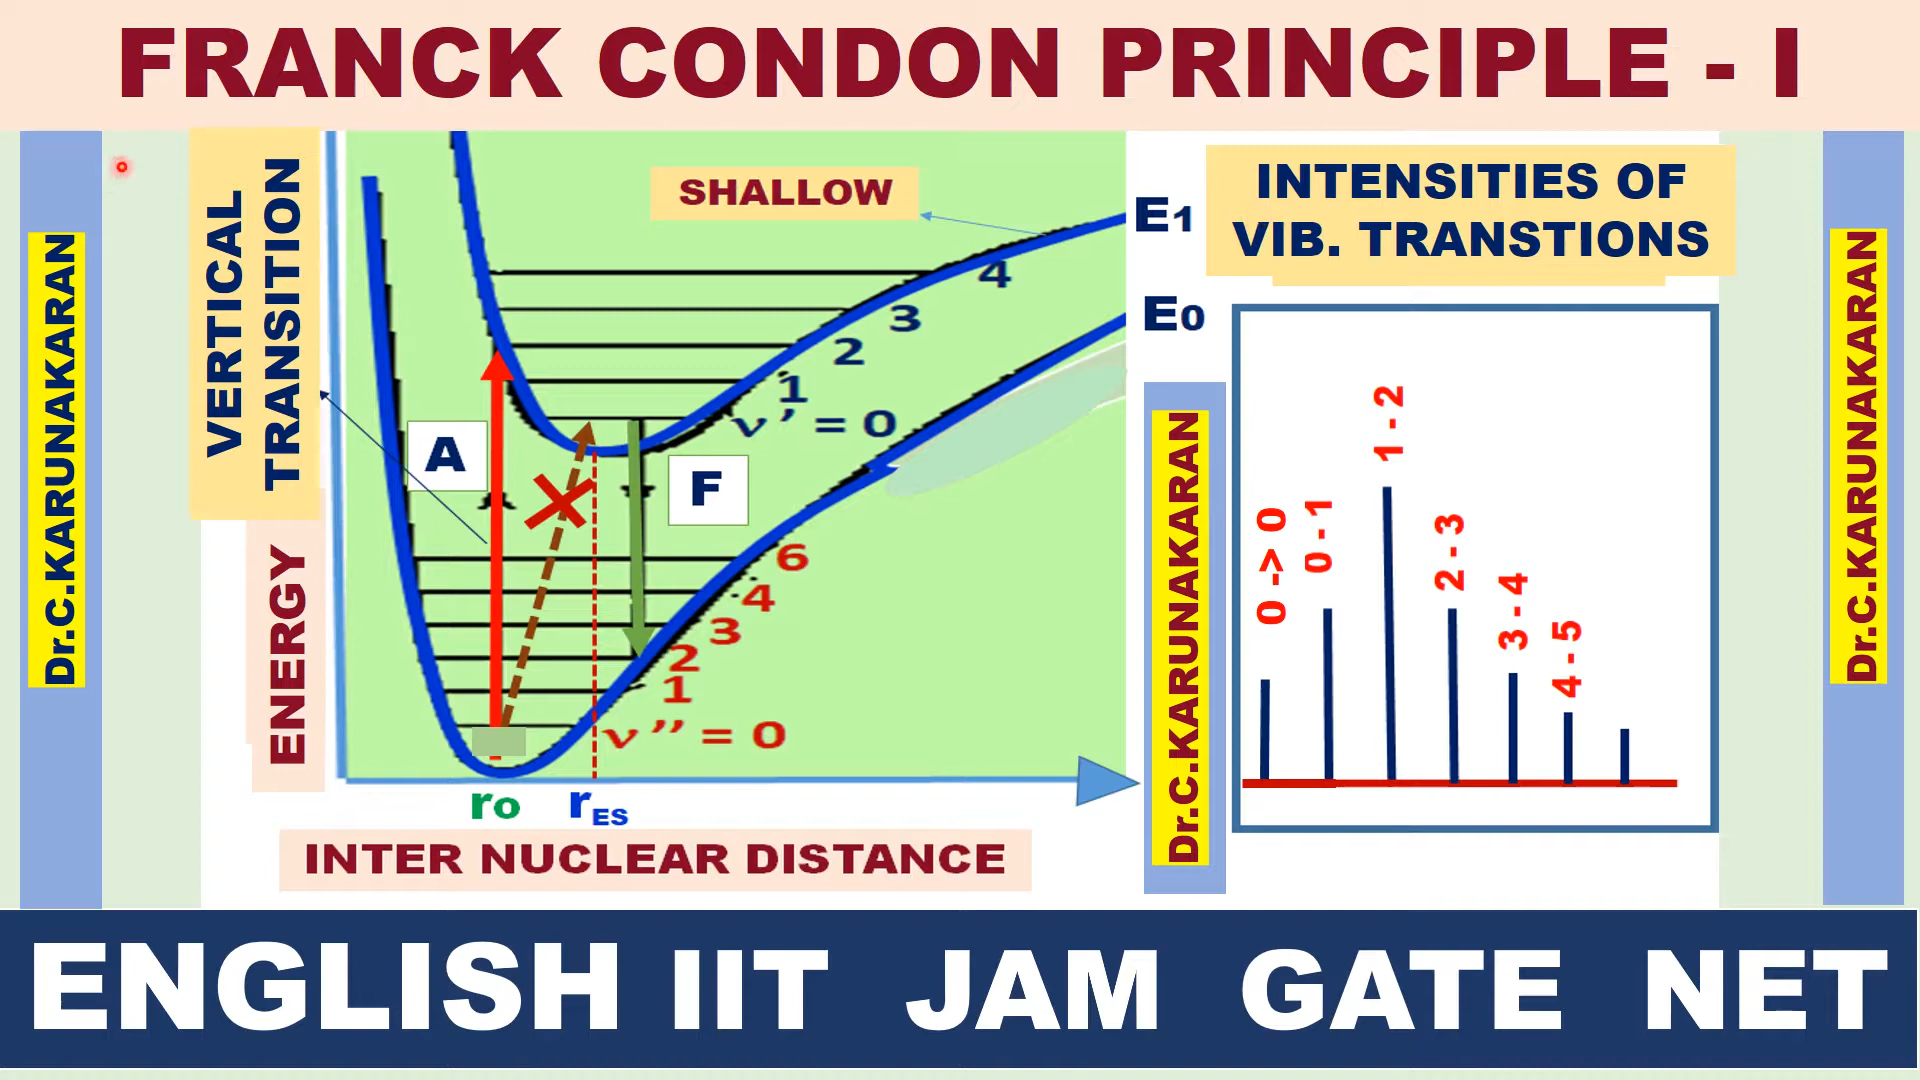 FRANCK CONDON PRINCIPLE - I
Dr.C.KARUNAKARAN
VERTICAL
TRANSITION
ENERGY
SHALLOW
E1
E0
4
3
2
1
ν' = 0
A
F
6
4
3
2
1
ν'' = 0
ro
rES
INTER NUCLEAR DISTANCE
Dr.C.KARUNAKARAN
INTENSITIES OF
VIB. TRANSTIONS
0 -> 0
0 - 1
1 - 2
2 - 3
3 - 4
4 - 5
Dr.C.KARUNAKARAN
ENGLISH IIT JAM GATE NET